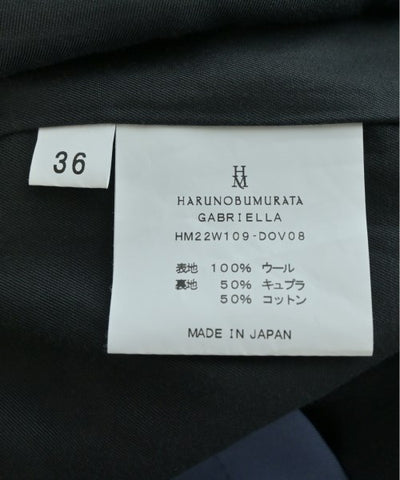 36
HM
HARUNOBUMURATA
GABRIELLA
HM22W109-DOV08
表地 100% ウール
裏地 50% キュプラ
50% コットン
MADE IN JAPAN